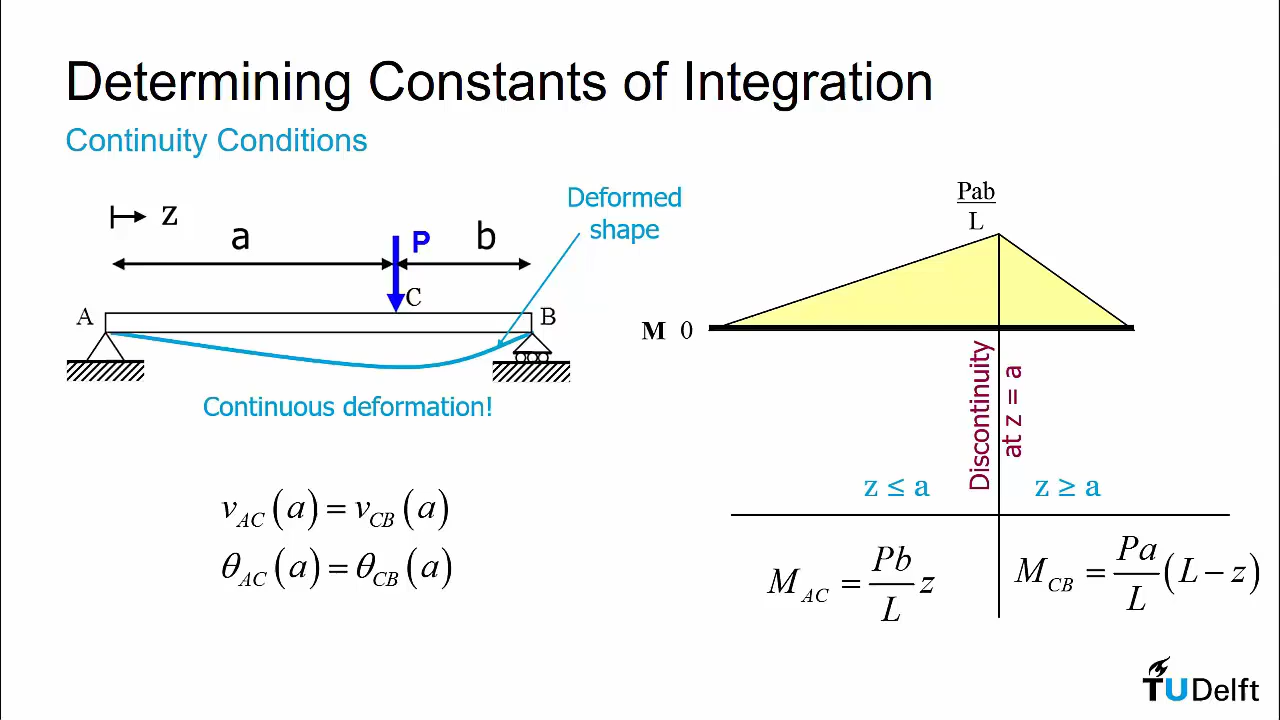 Determining Constants of Integration
Continuity Conditions
z
a
P
b
C
A
B
Deformed
shape
Continuous deformation!
v_AC (a) = v_CB (a)
θ_AC (a) = θ_CB (a)
Pab
L
M 0
Discontinuity
at z = a
z ≤ a
z ≥ a
M_AC = Pb/L z
M_CB = Pa/L (L − z)
TUDelft